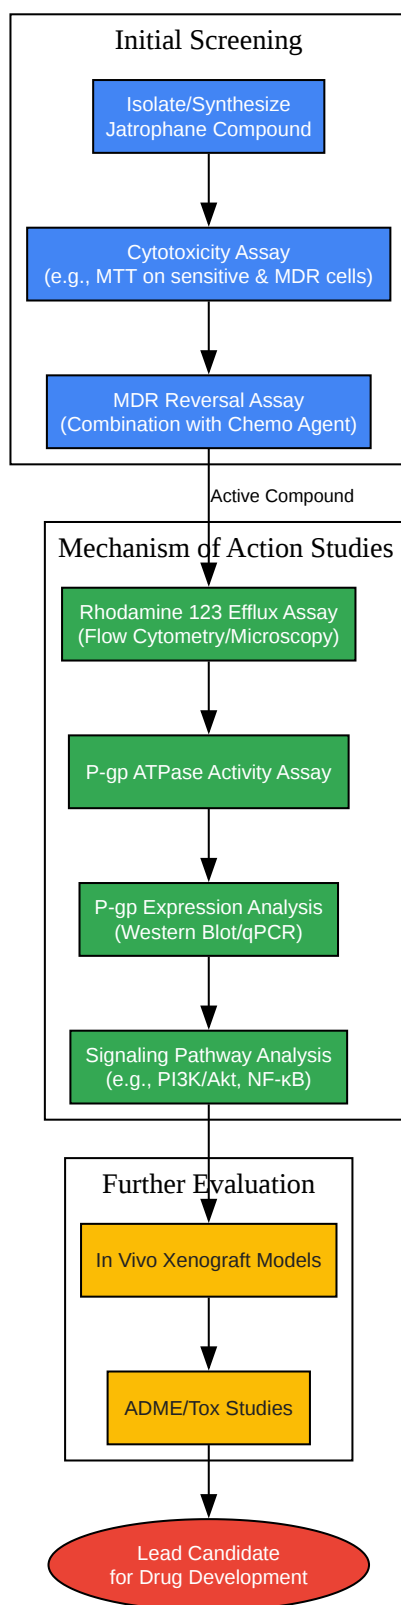 Initial Screening
Isolate/Synthesize
Jatrophane Compound
Cytotoxicity Assay
(e.g., MTT on sensitive & MDR cells)
MDR Reversal Assay
(Combination with Chemo Agent)
Active Compound
Mechanism of Action Studies
Rhodamine 123 Efflux Assay
(Flow Cytometry/Microscopy)
P-gp ATPase Activity Assay
P-gp Expression Analysis
(Western Blot/qPCR)
Signaling Pathway Analysis
(e.g., PI3K/Akt, NF-κB)
Further Evaluation
In Vivo Xenograft Models
ADME/Tox Studies
Lead Candidate
for Drug Development